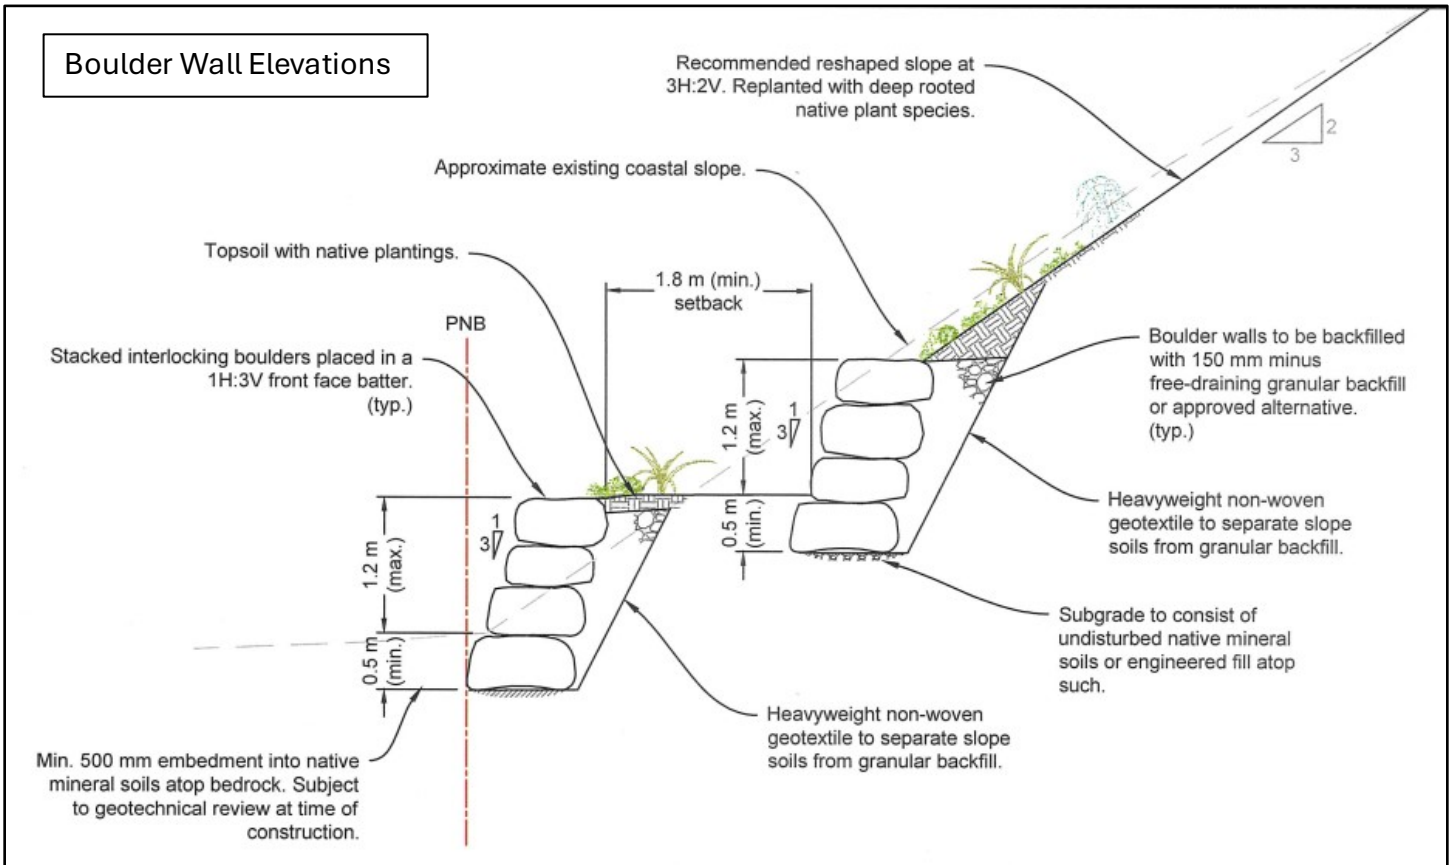 Boulder Wall Elevations
Recommended reshaped slope at
3H:2V. Replanted with deep rooted
native plant species.
2
3
Approximate existing coastal slope.
Topsoil with native plantings.
1.8 m (min.)
setback
PNB
Stacked interlocking boulders placed in a
1H:3V front face batter.
(typ.)
Boulder walls to be backfilled
with 150 mm minus
free-draining granular backfill
or approved alternative.
(typ.)
1.2 m
(max.)
1
3
0.5 m
(min.)
Heavyweight non-woven
geotextile to separate slope
soils from granular backfill.
1
3
1.2 m
(max.)
0.5 m
(min.)
Subgrade to consist of
undisturbed native mineral
soils or engineered fill atop
such.
Heavyweight non-woven
geotextile to separate slope
soils from granular backfill.
Min. 500 mm embedment into native
mineral soils atop bedrock. Subject
to geotechnical review at time of
construction.